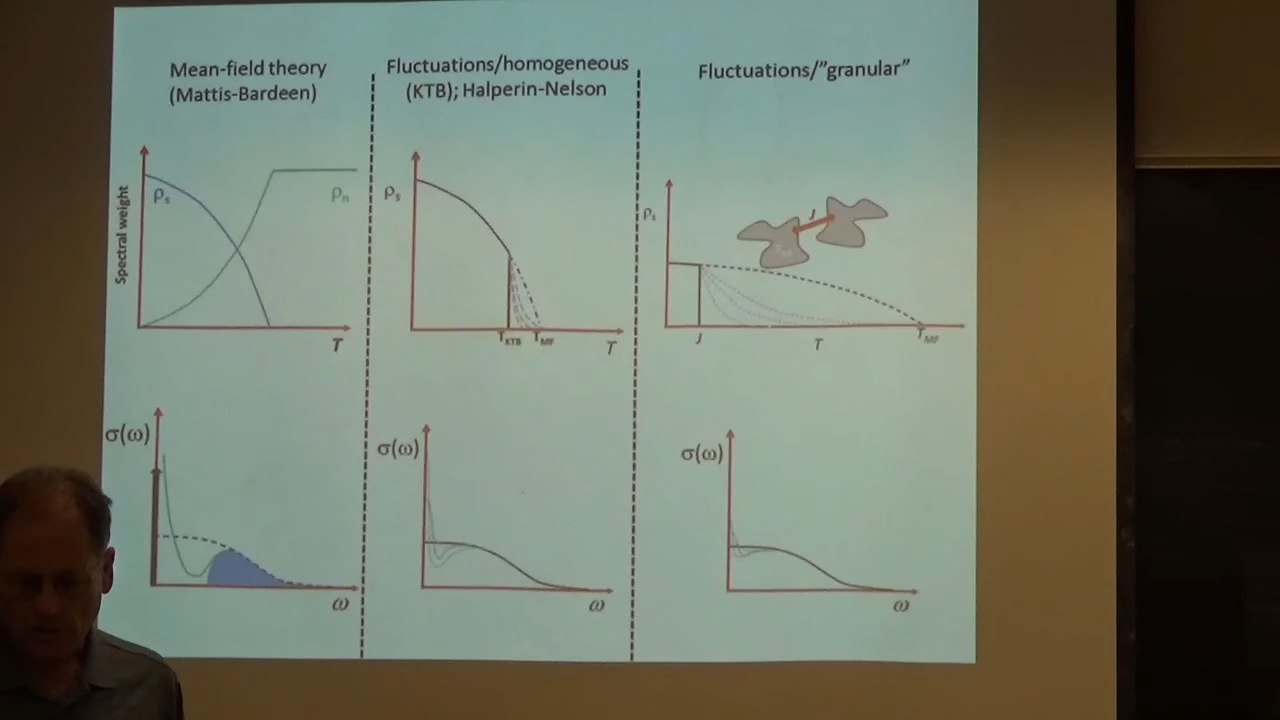 Mean-field theory
(Mattis-Bardeen)
Fluctuations/homogeneous
(KTB); Halperin-Nelson
Fluctuations/”granular”
Spectral weight
ρs
ρn
T
ρs
TKTB
TMF
T
ρs
J
J
T
TMF
σ(ω)
ω
σ(ω)
ω
σ(ω)
ω